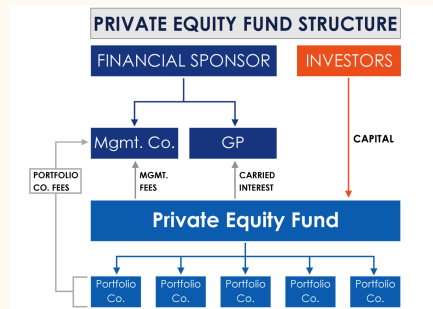 PRIVATE EQUITY FUND STRUCTURE
FINANCIAL SPONSOR
INVESTORS
Mgmt. Co.
GP
CAPITAL
PORTFOLIO
CO. FEES
MGMT.
FEES
CARRIED
INTEREST
Private Equity Fund
Portfolio
Co.
Portfolio
Co.
Portfolio
Co.
Portfolio
Co.
Portfolio
Co.